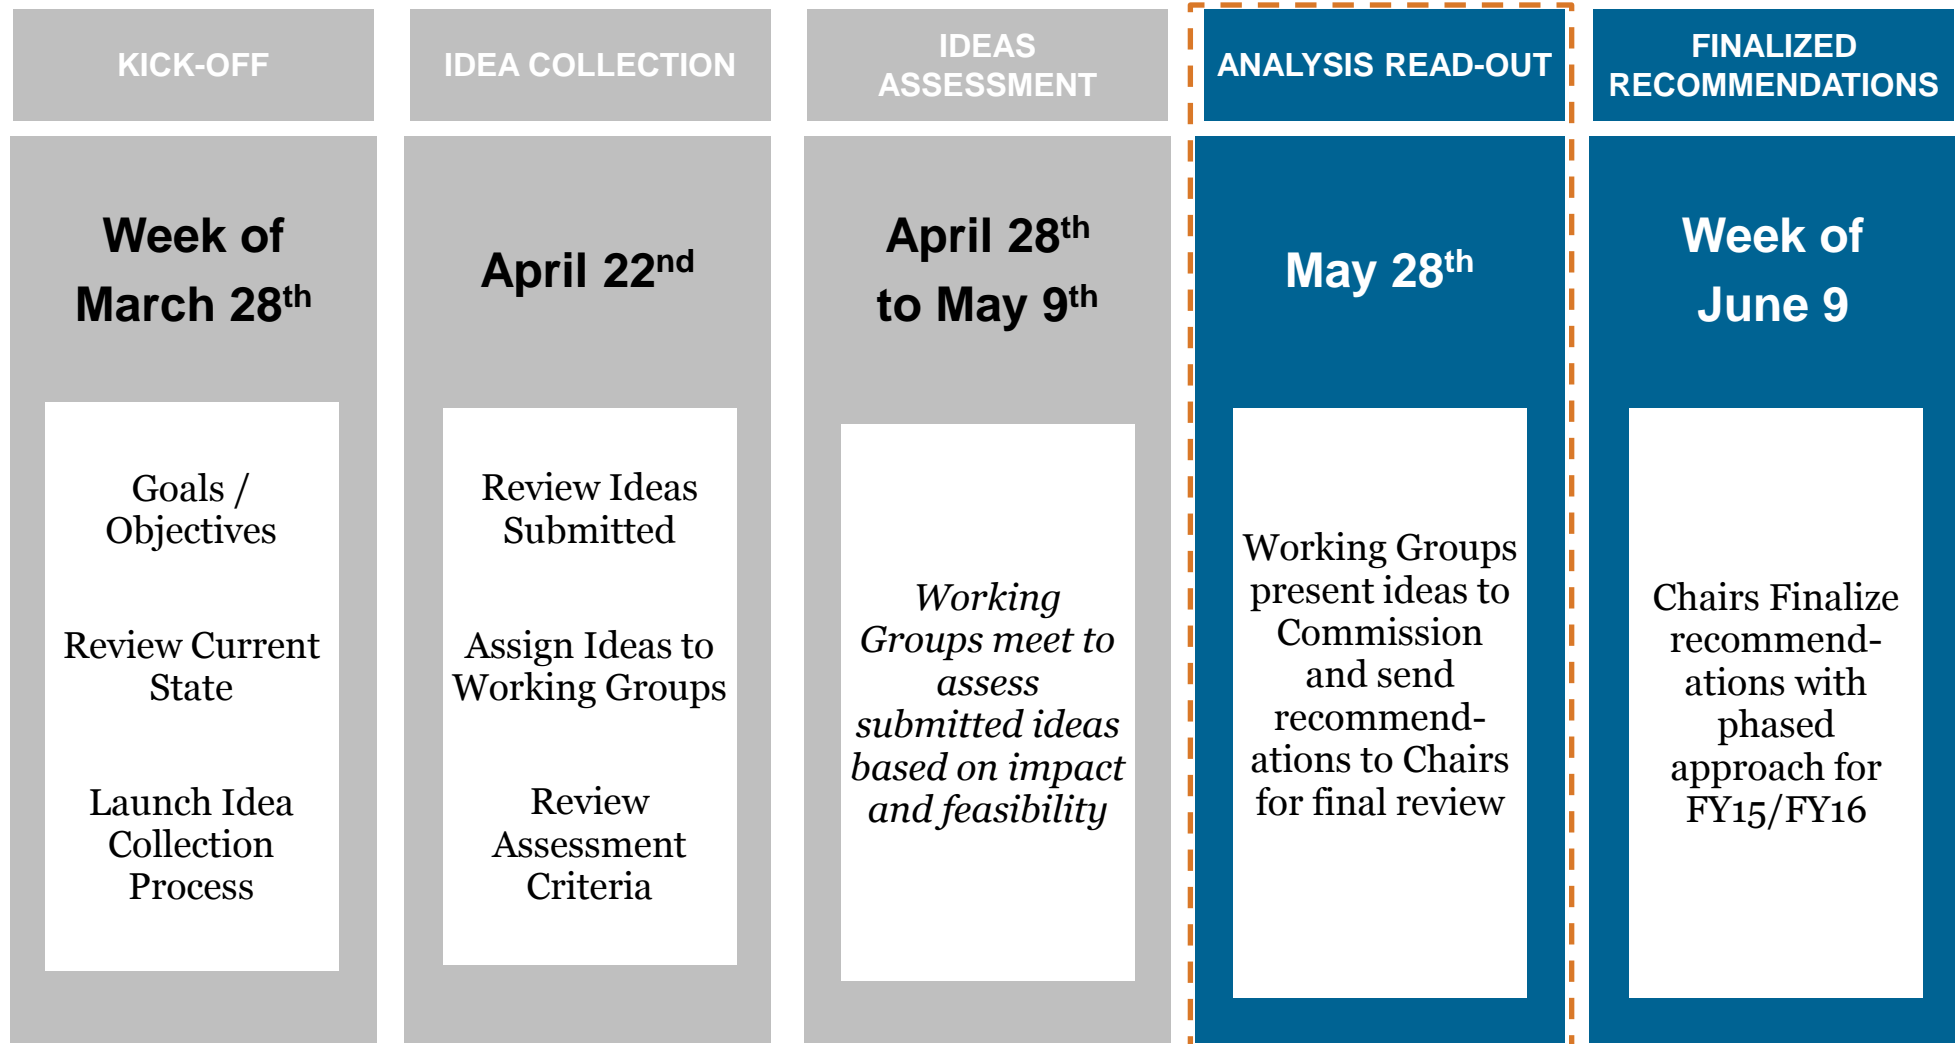 KICK-OFF
Week of
March 28th
Goals /
Objectives
Review Current
State
Launch Idea
Collection
Process
IDEA COLLECTION
April 22nd
Review Ideas
Submitted
Assign Ideas to
Working Groups
Review
Assessment
Criteria
IDEAS
ASSESSMENT
April 28th
to May 9th
Working
Groups meet to
assess
submitted ideas
based on impact
and feasibility
ANALYSIS READ-OUT
May 28th
Working Groups
present ideas to
Commission
and send
recommend-
ations to Chairs
for final review
FINALIZED
RECOMMENDATIONS
Week of
June 9
Chairs Finalize
recommend-
ations with
phased
approach for
FY15/FY16